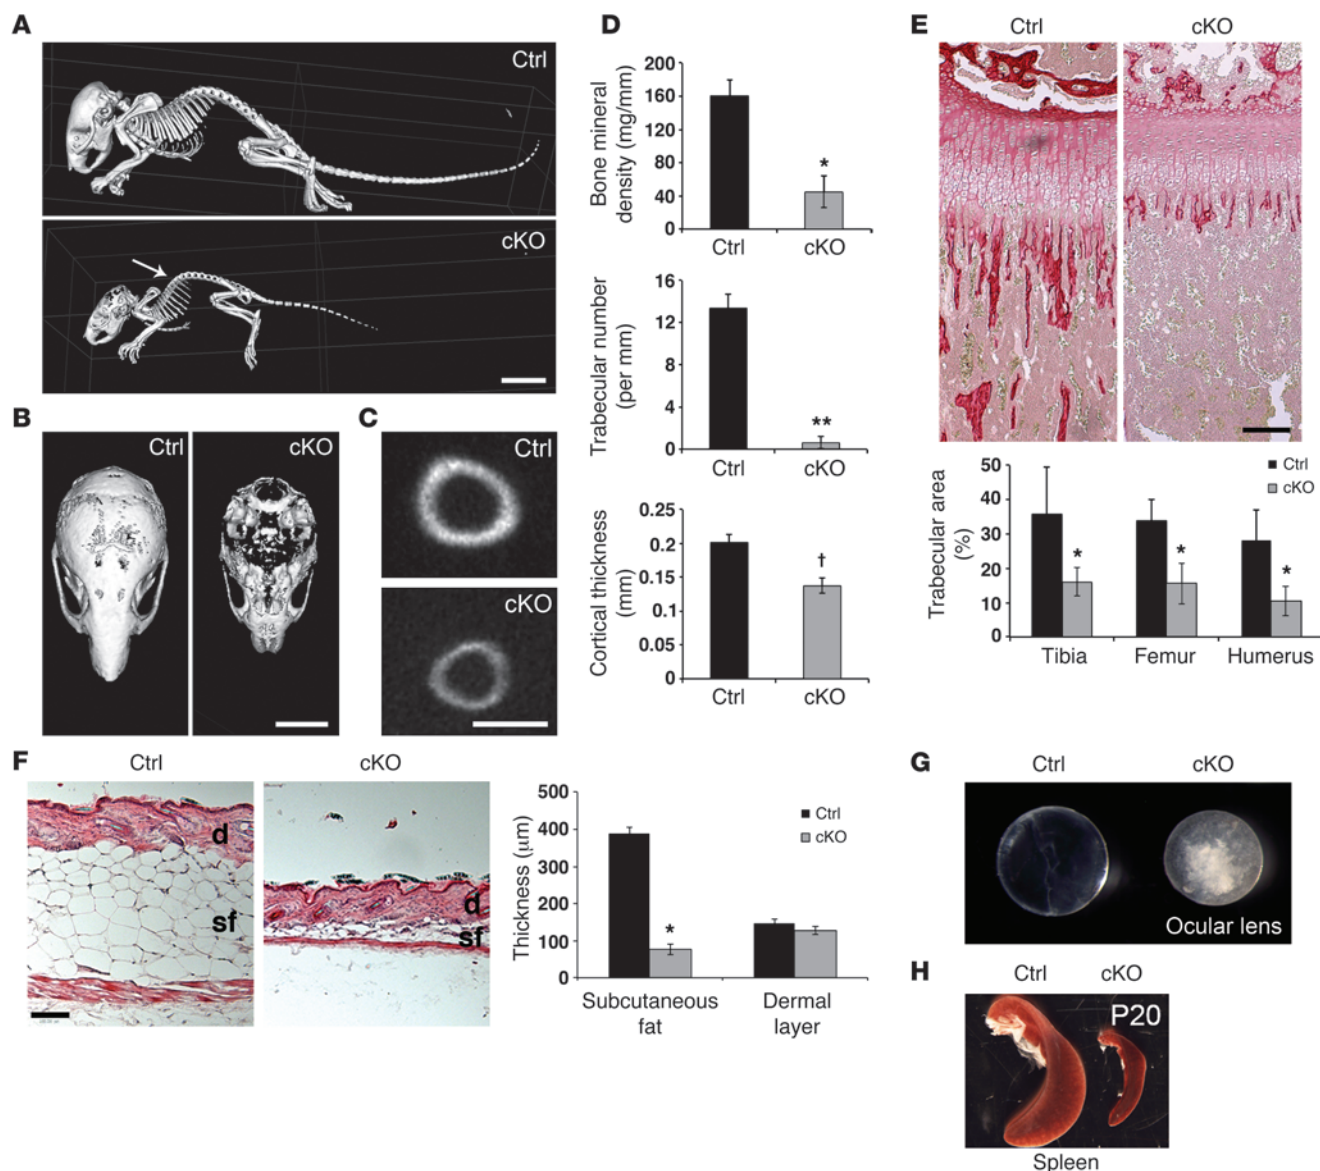 A
Ctrl
cKO
B
Ctrl
cKO
C
Ctrl
cKO
D
Bone mineral
density (mg/mm)
200
160
120
80
40
0
*
Ctrl
cKO
Trabecular number
(per mm)
16
12
8
4
0
**
Ctrl
cKO
Cortical thickness
(mm)
0.25
0.2
0.15
0.1
0.05
0
†
Ctrl
cKO
E
Ctrl
cKO
Trabecular area
(%)
50
40
30
20
10
0
Ctrl
cKO
*
*
*
Tibia
Femur
Humerus
F
Ctrl
cKO
d
sf
d
sf
Thickness (μm)
500
400
300
200
100
0
Ctrl
cKO
*
Subcutaneous
fat
Dermal
layer
G
Ctrl
cKO
Ocular lens
H
Ctrl
cKO
P20
Spleen